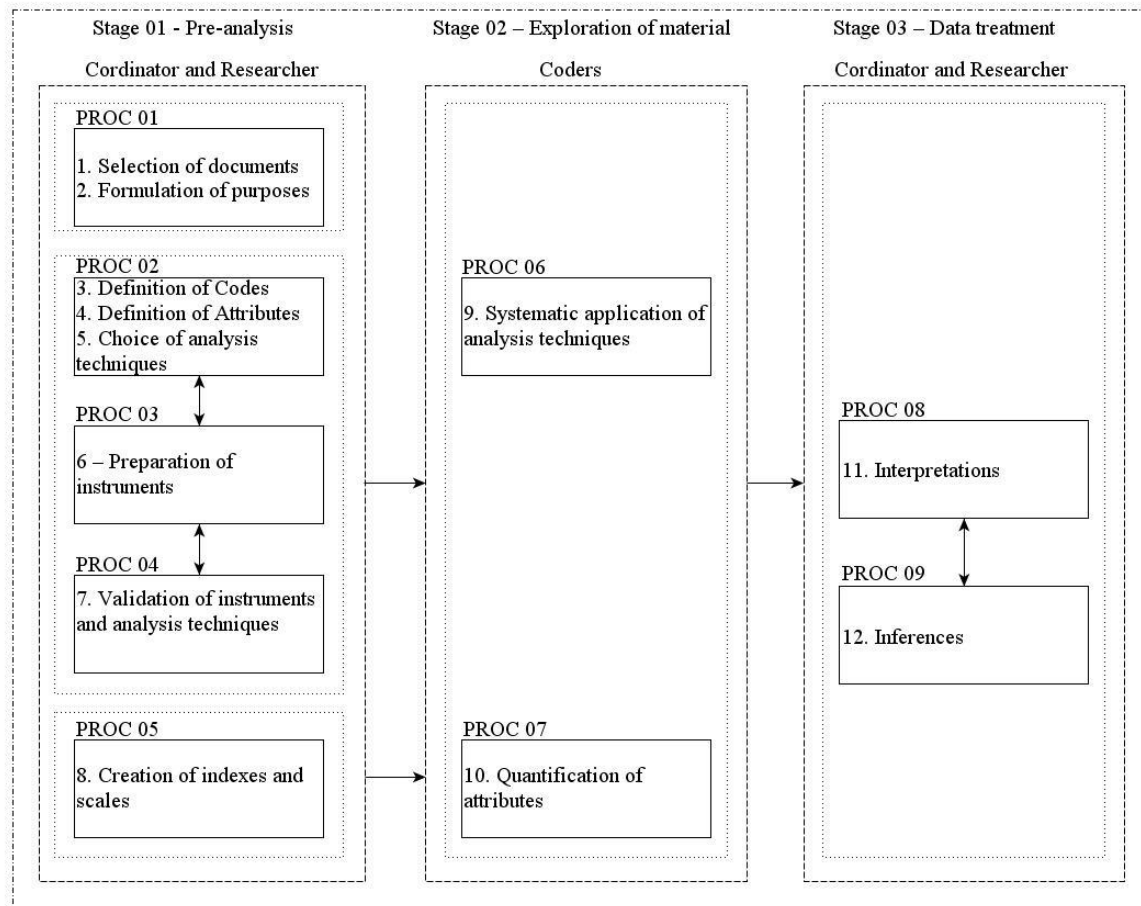 Stage 01 - Pre-analysis
Cordinator and Researcher
PROC 01
1. Selection of documents
2. Formulation of purposes
PROC 02
3. Definition of Codes
4. Definition of Attributes
5. Choice of analysis
techniques
PROC 03
6 – Preparation of
instruments
PROC 04
7. Validation of instruments
and analysis techniques
PROC 05
8. Creation of indexes and
scales
Stage 02 – Exploration of material
Coders
PROC 06
9. Systematic application of
analysis techniques
PROC 07
10. Quantification of
attributes
Stage 03 – Data treatment
Cordinator and Researcher
PROC 08
11. Interpretations
PROC 09
12. Inferences